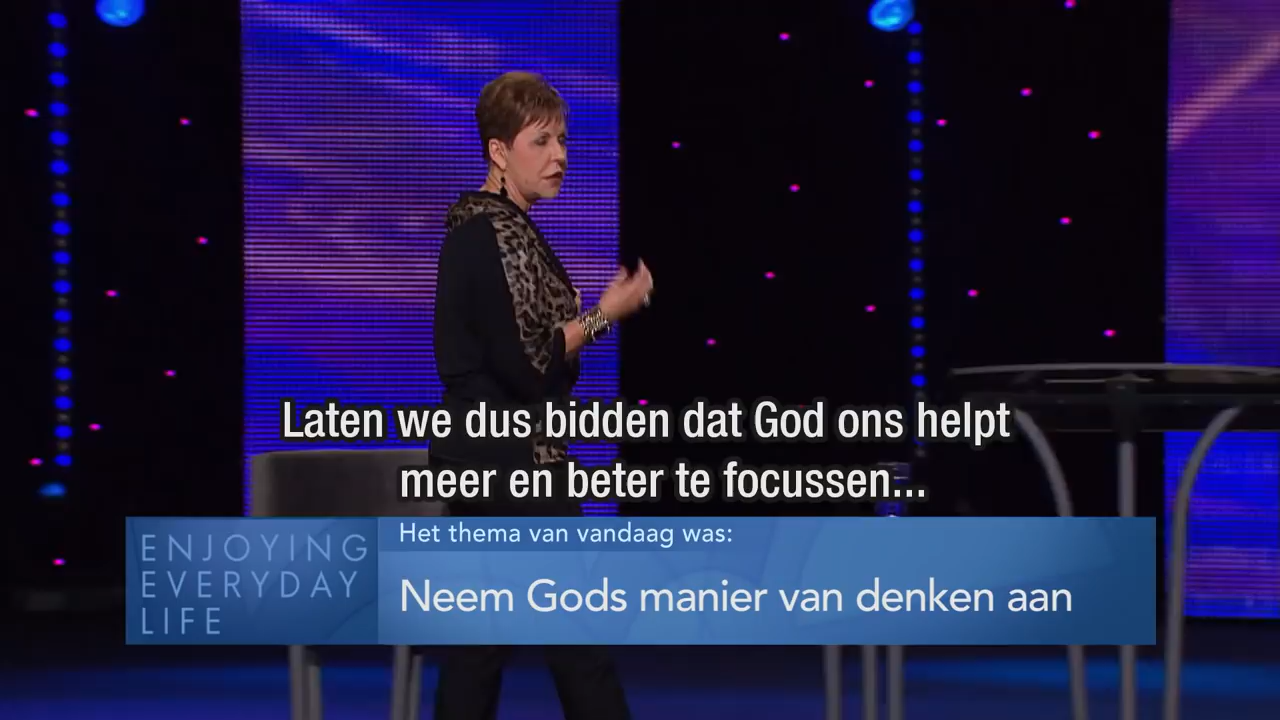 Laten we dus bidden dat God ons helpt
meer en beter te focussen...
Het thema van vandaag was:
ENJOYING
EVERYDAY
LIFE
Neem Gods manier van denken aan